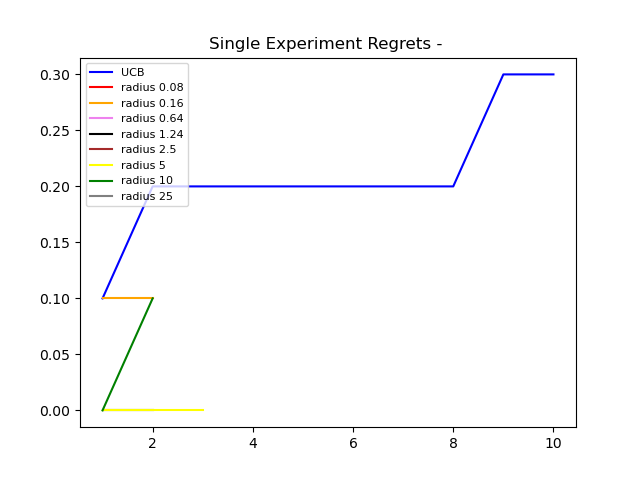 Single Experiment Regrets -
UCB
radius 0.08
radius 0.16
radius 0.64
radius 1.24
radius 2.5
radius 5
radius 10
radius 25
0.30
0.25
0.20
0.15
0.10
0.05
0.00
2 4 6 8 10